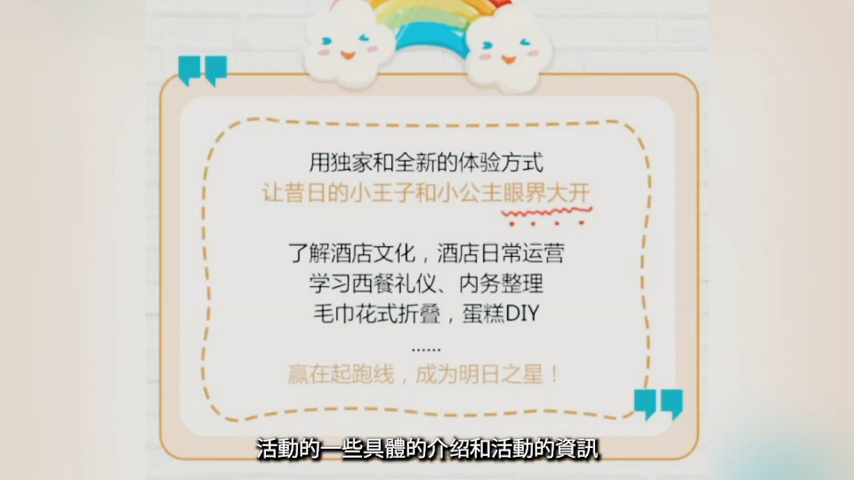 用独家和全新的体验方式
让昔日的小王子和小公主眼界大开
了解酒店文化，酒店日常运营
学习西餐礼仪、内务整理
毛巾花式折叠，蛋糕DIY
……
赢在起跑线，成为明日之星！
活動的一些具體的介绍和活動的資訊